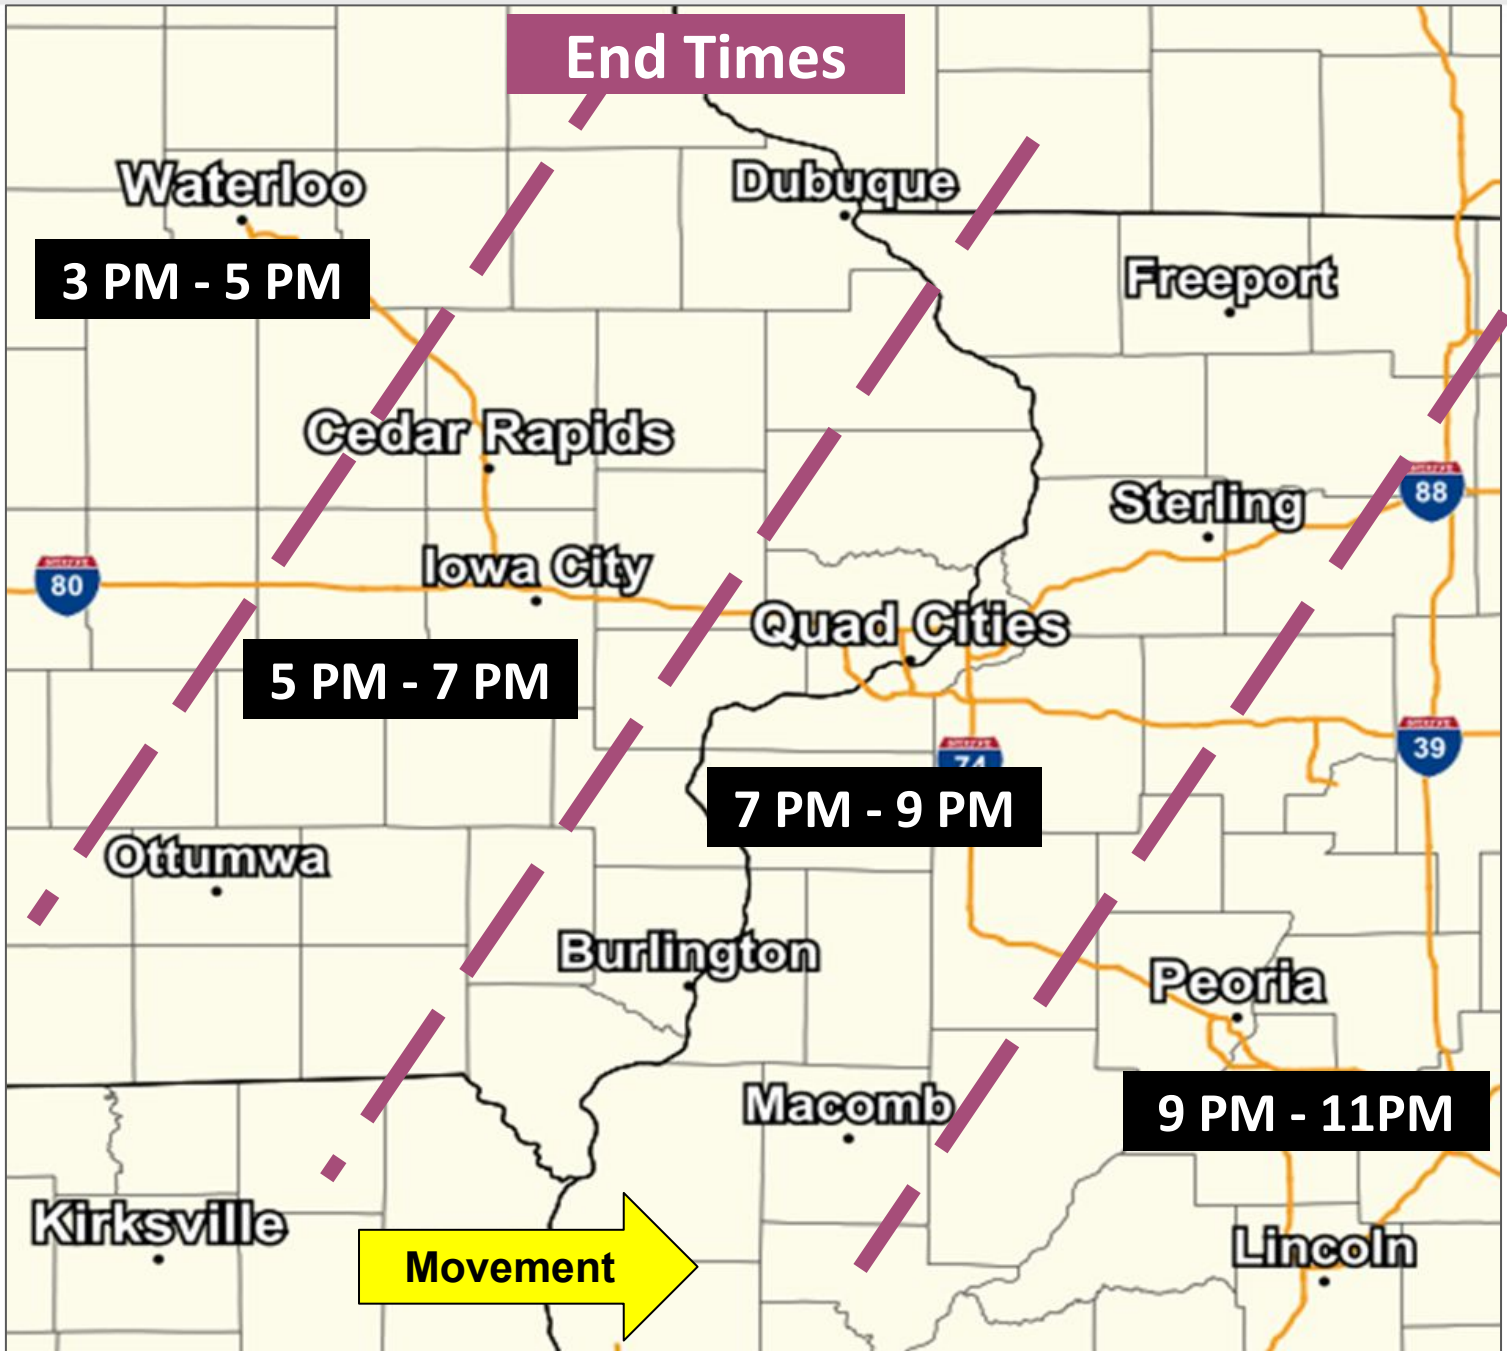 End Times
Waterloo
Dubuque
3 PM - 5 PM
Freeport
Cedar Rapids
88
Sterling
Iowa City
80
Quad Cities
5 PM - 7 PM
39
74
7 PM - 9 PM
Ottumwa
Burlington
Peoria
Macomb
9 PM - 11PM
Kirksville
Lincoln
Movement